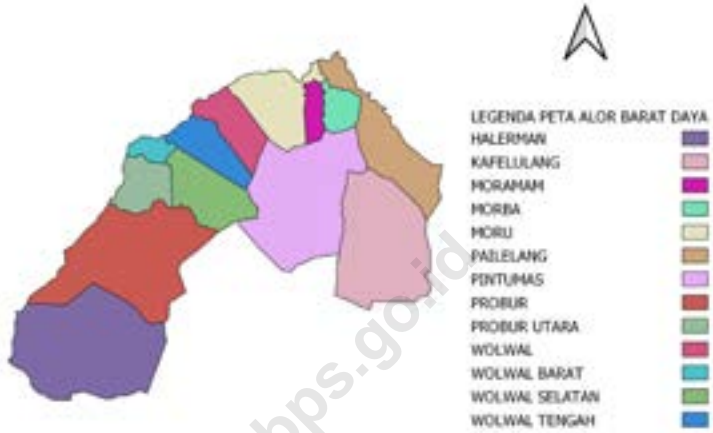 LEGENDA PETA ALOR BARAT DAYA
HALERMAN
KAFELULANG
MORAMAM
MORBA
MORU
PAILELANG
PINTUMAS
PROBUR
PROBUR UTARA
WOLWAL
WOLWAL BARAT
WOLWAL SELATAN
WOLWAL TENGAH
bps.go.id